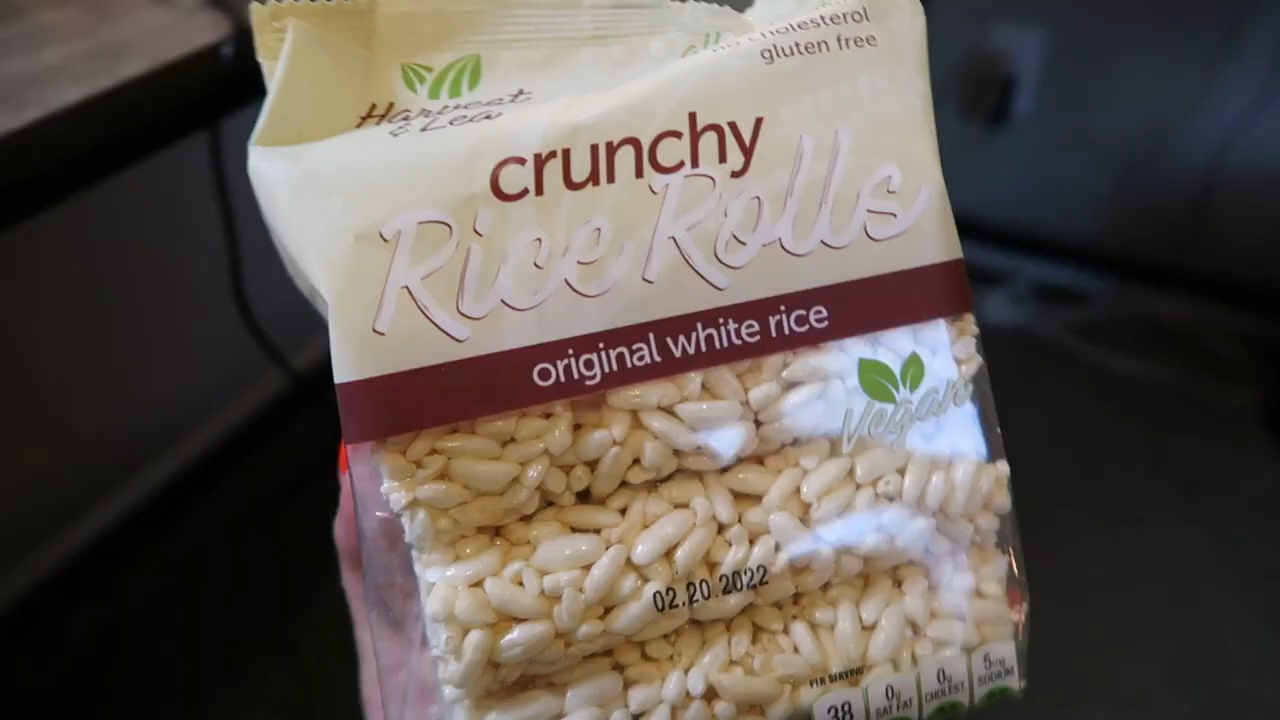 Harvest
& Lea
no cholesterol
gluten free
crunchy
Rice Rolls
original white rice
Vegan
02.20.2022
PER SERVING
38
0g
SAT FAT
0g
CHOLEST
5mg
SODIUM